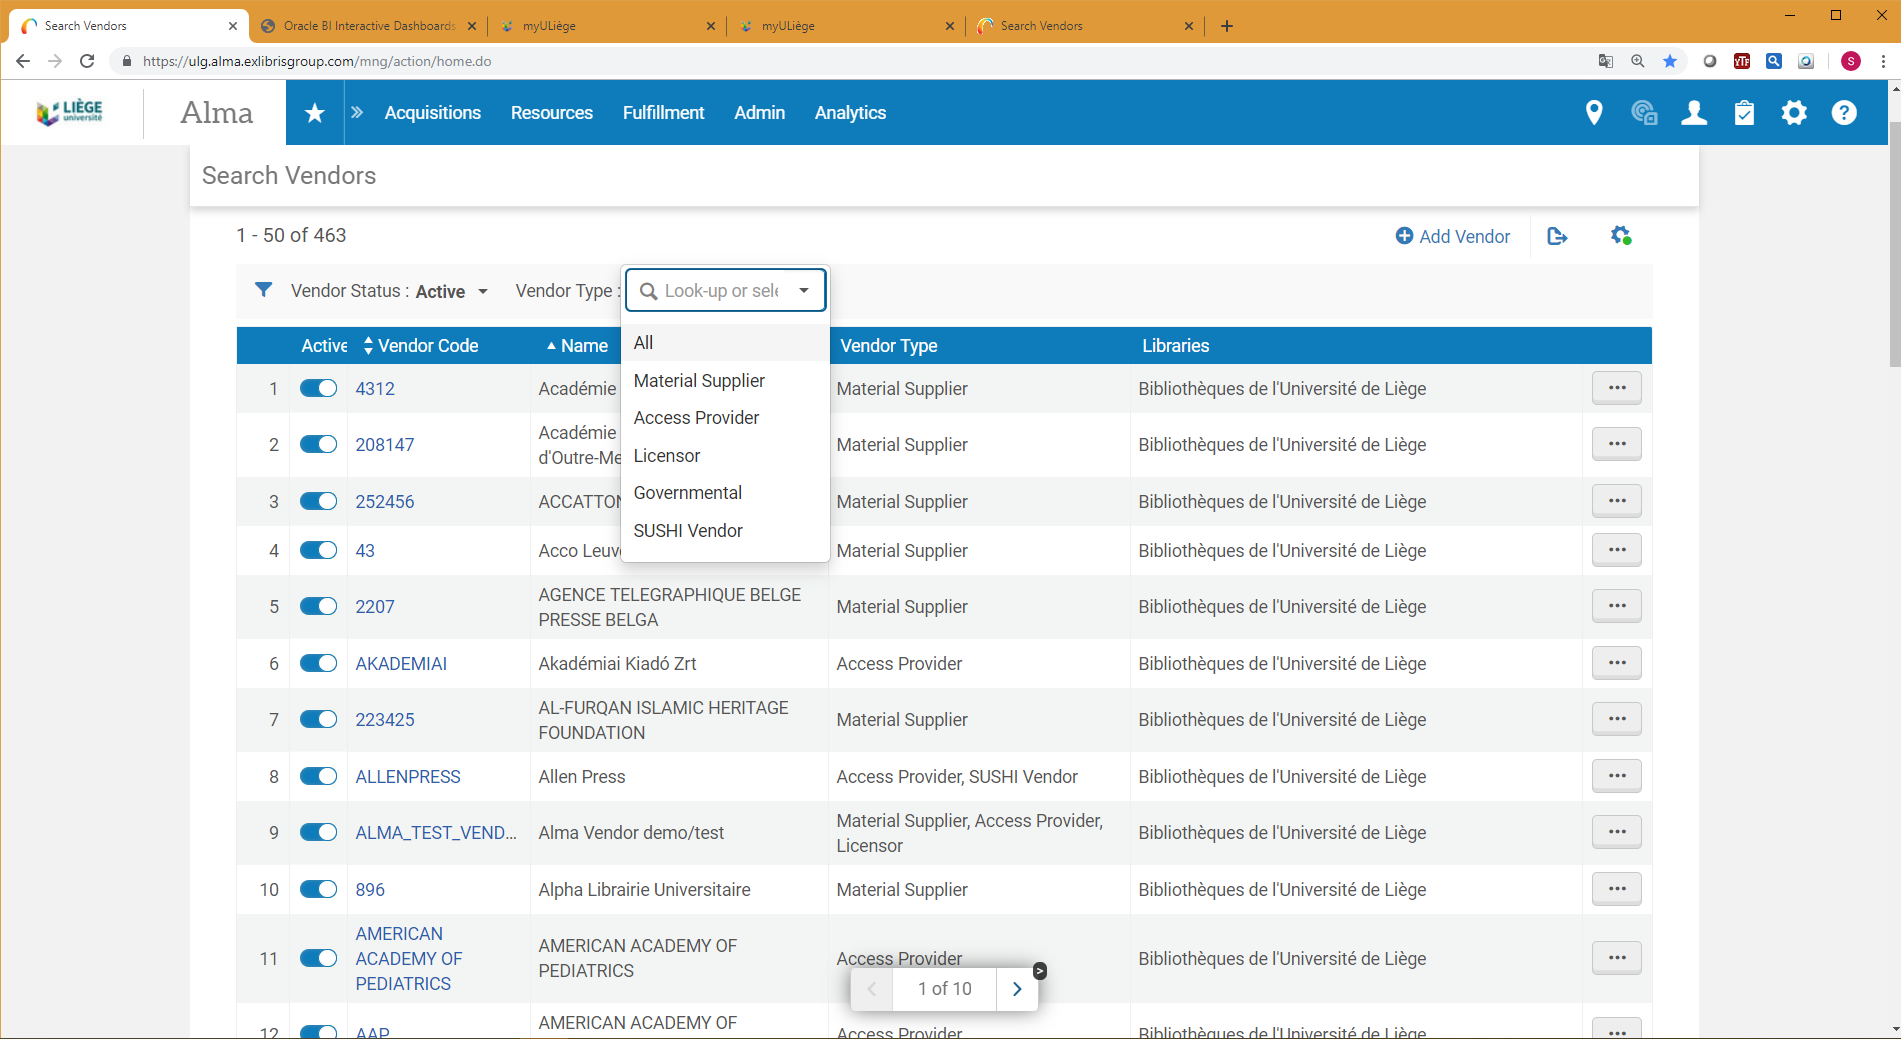 Search Vendors
Oracle BI Interactive Dashboards
myULiège
myULiège
Search Vendors
https://ulg.alma.exlibrisgroup.com/mng/action/home.do
YTF
S
LIÈGE
université
Alma
Acquisitions
Resources
Fulfillment
Admin
Analytics
?
Search Vendors
1 - 50 of 463
Add Vendor
Vendor Status : Active
Vendor Type :
Look-up or sele
All
Material Supplier
Access Provider
Licensor
Governmental
SUSHI Vendor
Active Vendor Code Name Vendor Type Libraries
1 4312 Académie Material Supplier Bibliothèques de l'Université de Liège
2 208147 Académie
d'Outre-Me Material Supplier Bibliothèques de l'Université de Liège
3 252456 ACCATTON Material Supplier Bibliothèques de l'Université de Liège
4 43 Acco Leuv Material Supplier Bibliothèques de l'Université de Liège
5 2207 AGENCE TELEGRAPHIQUE BELGE
PRESSE BELGA Material Supplier Bibliothèques de l'Université de Liège
6 AKADEMIAI Akadémiai Kiadó Zrt Access Provider Bibliothèques de l'Université de Liège
7 223425 AL-FURQAN ISLAMIC HERITAGE
FOUNDATION Material Supplier Bibliothèques de l'Université de Liège
8 ALLENPRESS Allen Press Access Provider, SUSHI Vendor Bibliothèques de l'Université de Liège
9 ALMA_TEST_VEND... Alma Vendor demo/test Material Supplier, Access Provider,
Licensor Bibliothèques de l'Université de Liège
10 896 Alpha Librairie Universitaire Material Supplier Bibliothèques de l'Université de Liège
11 AMERICAN
ACADEMY OF
PEDIATRICS AMERICAN ACADEMY OF
PEDIATRICS Access Provider Bibliothèques de l'Université de Liège
1 of 10
12 AAP AMERICAN ACADEMY OF Access Provider Bibliothèques de l'Université de Liège